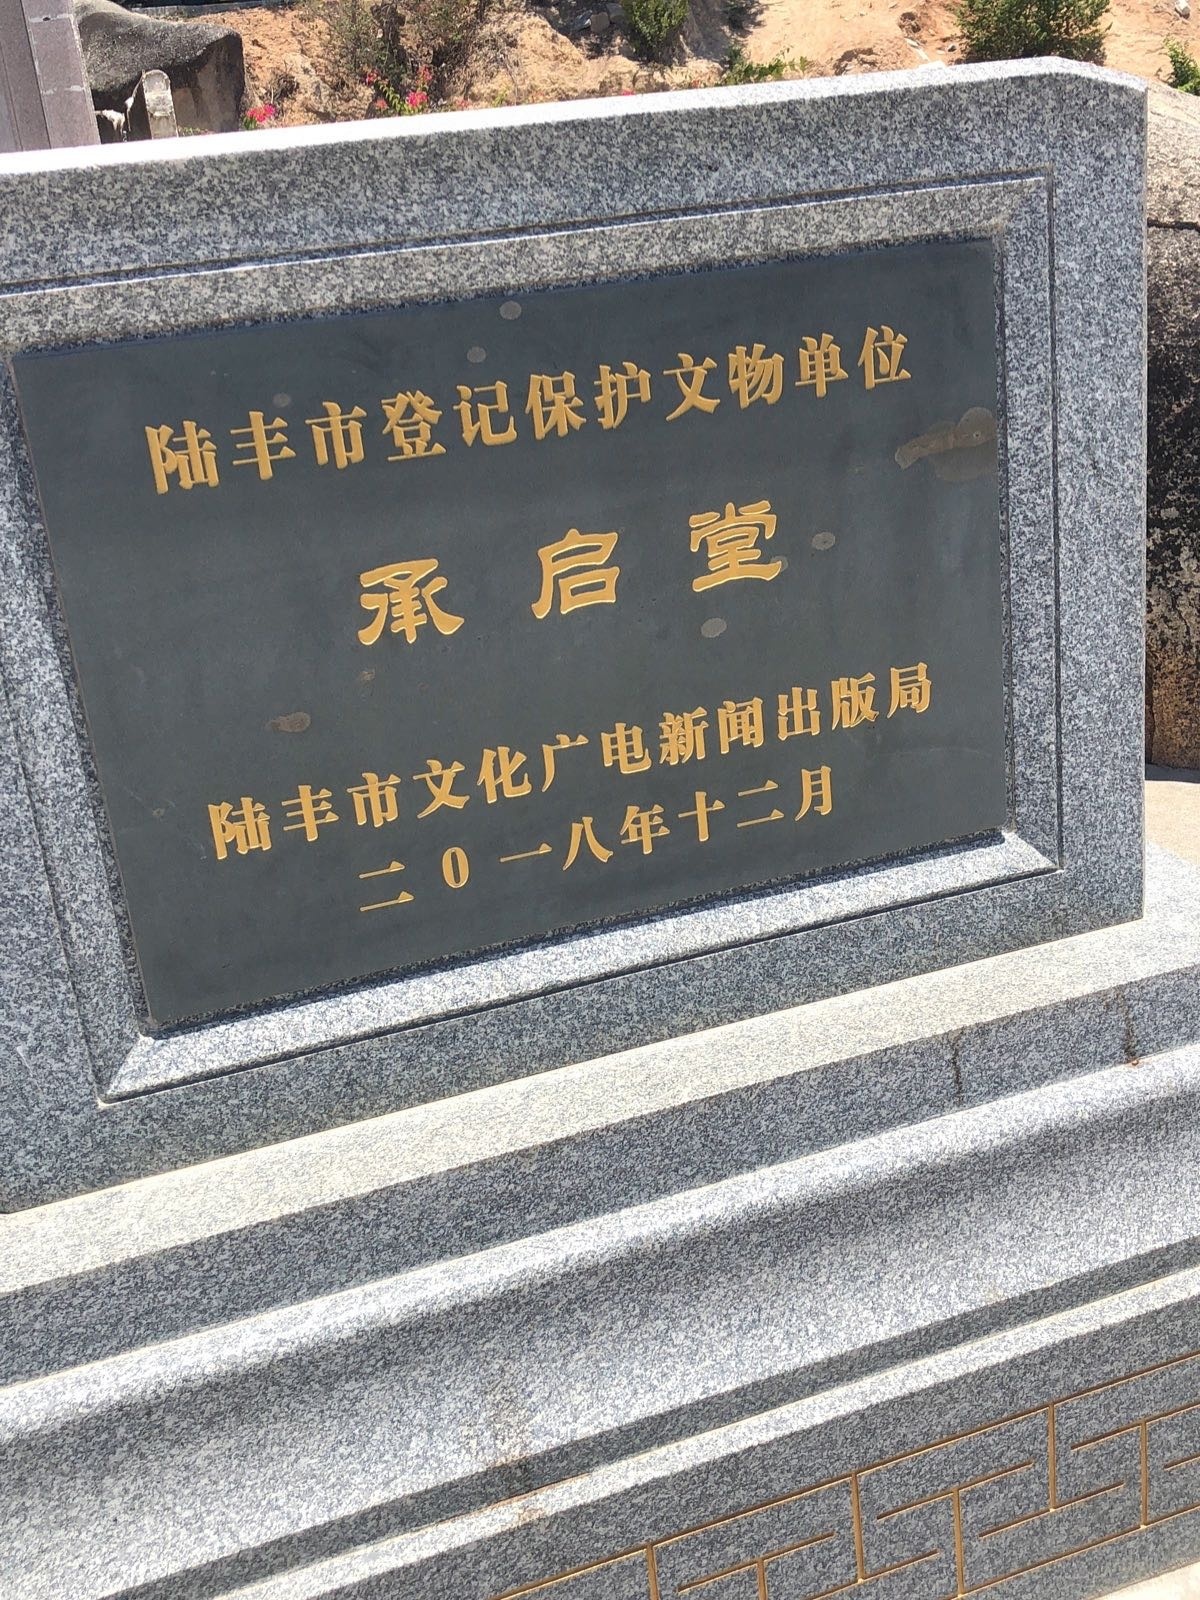 陆丰市登记保护文物单位
承启堂
陆丰市文化广电新闻出版局
二0一八年十二月